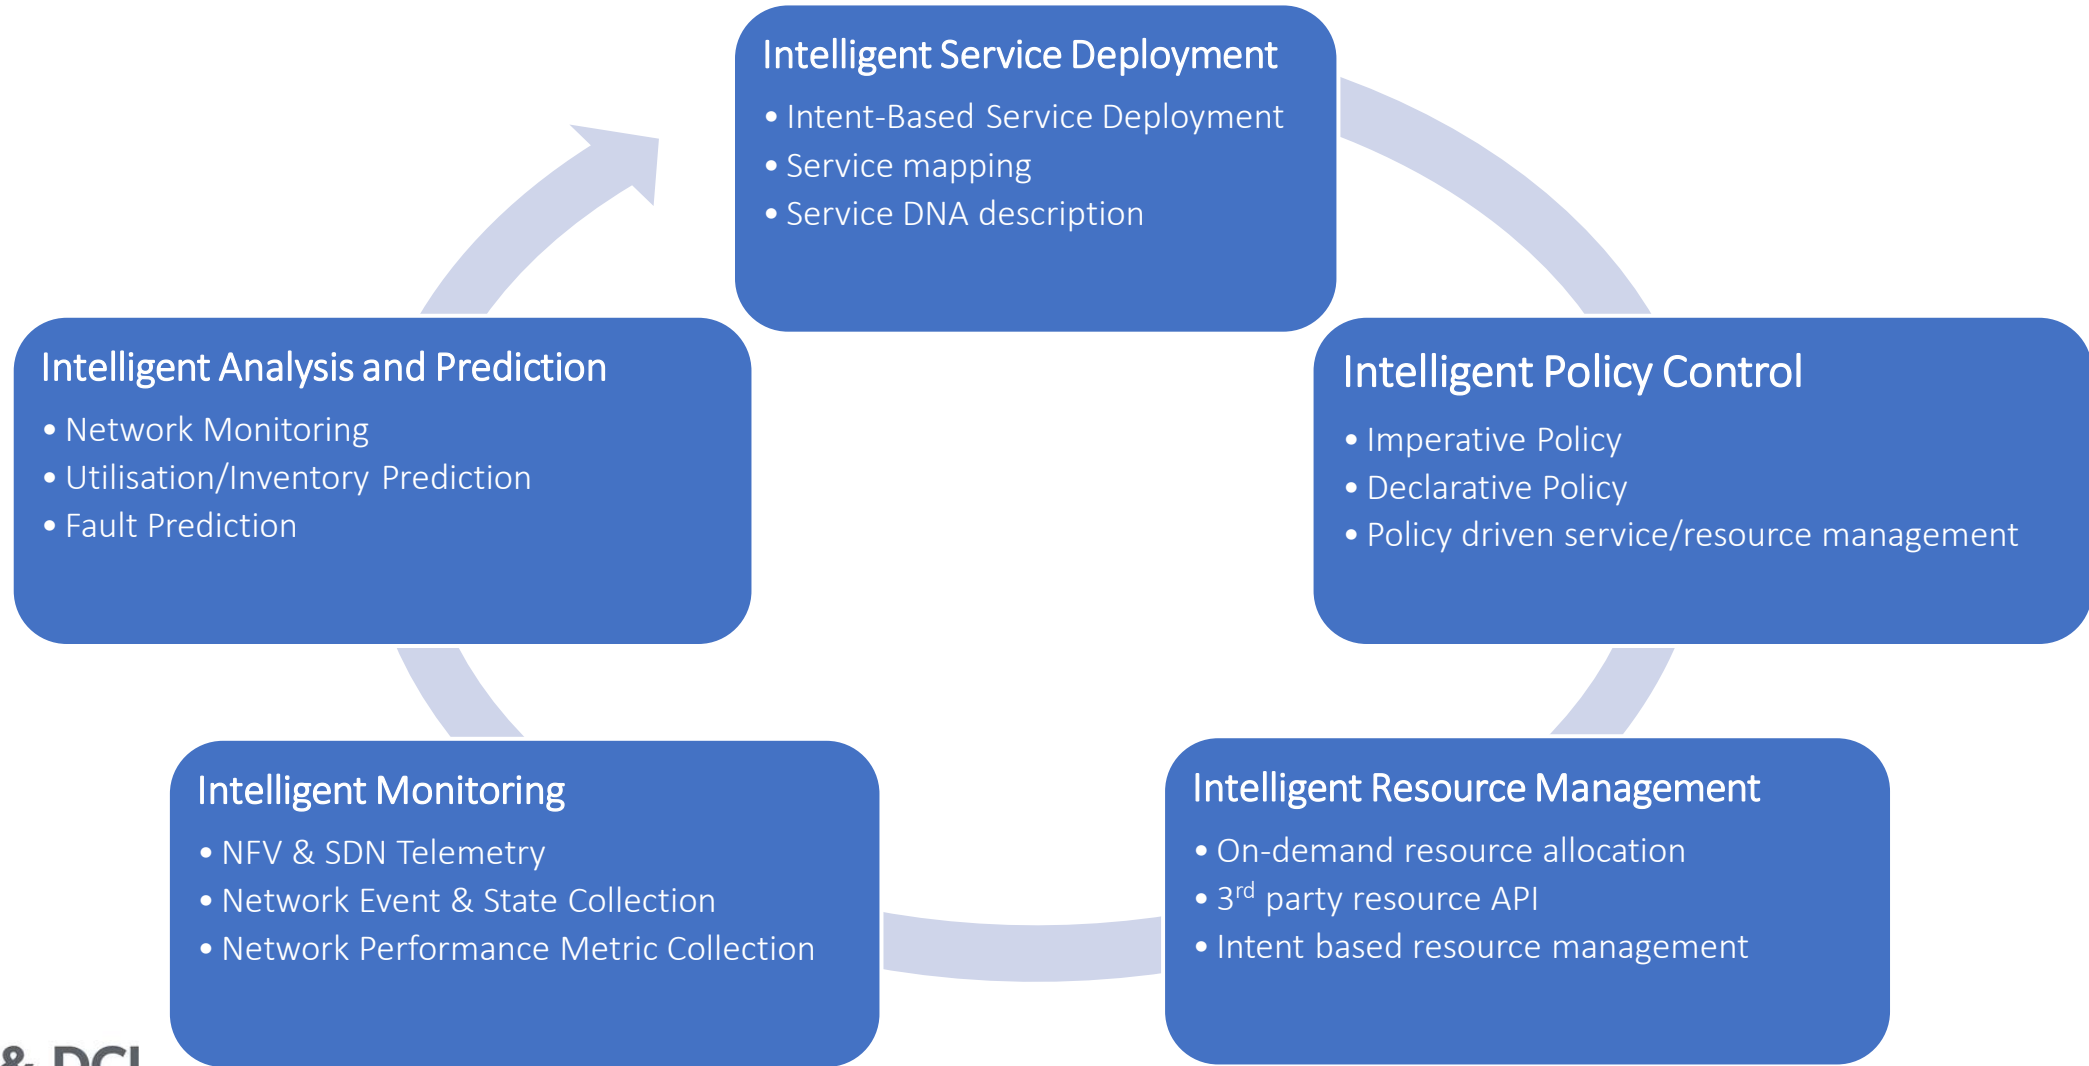 Intelligent Service Deployment
• Intent-Based Service Deployment
• Service mapping
• Service DNA description
Intelligent Policy Control
• Imperative Policy
• Declarative Policy
• Policy driven service/resource management
Intelligent Resource Management
• On-demand resource allocation
• 3rd party resource API
• Intent based resource management
Intelligent Monitoring
• NFV & SDN Telemetry
• Network Event & State Collection
• Network Performance Metric Collection
Intelligent Analysis and Prediction
• Network Monitoring
• Utilisation/Inventory Prediction
• Fault Prediction
& DCI